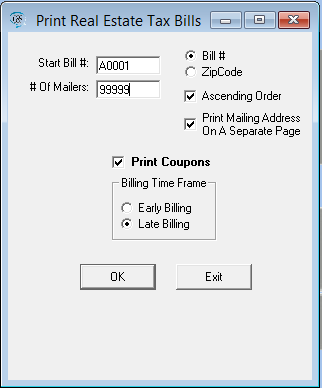 Print Real Estate Tax Bills
Start Bill #: A0001
# Of Mailers: 99999
Bill #
ZipCode
Ascending Order
Print Mailing Address
On A Separate Page
Print Coupons
Billing Time Frame
Early Billing
Late Billing
OK
Exit